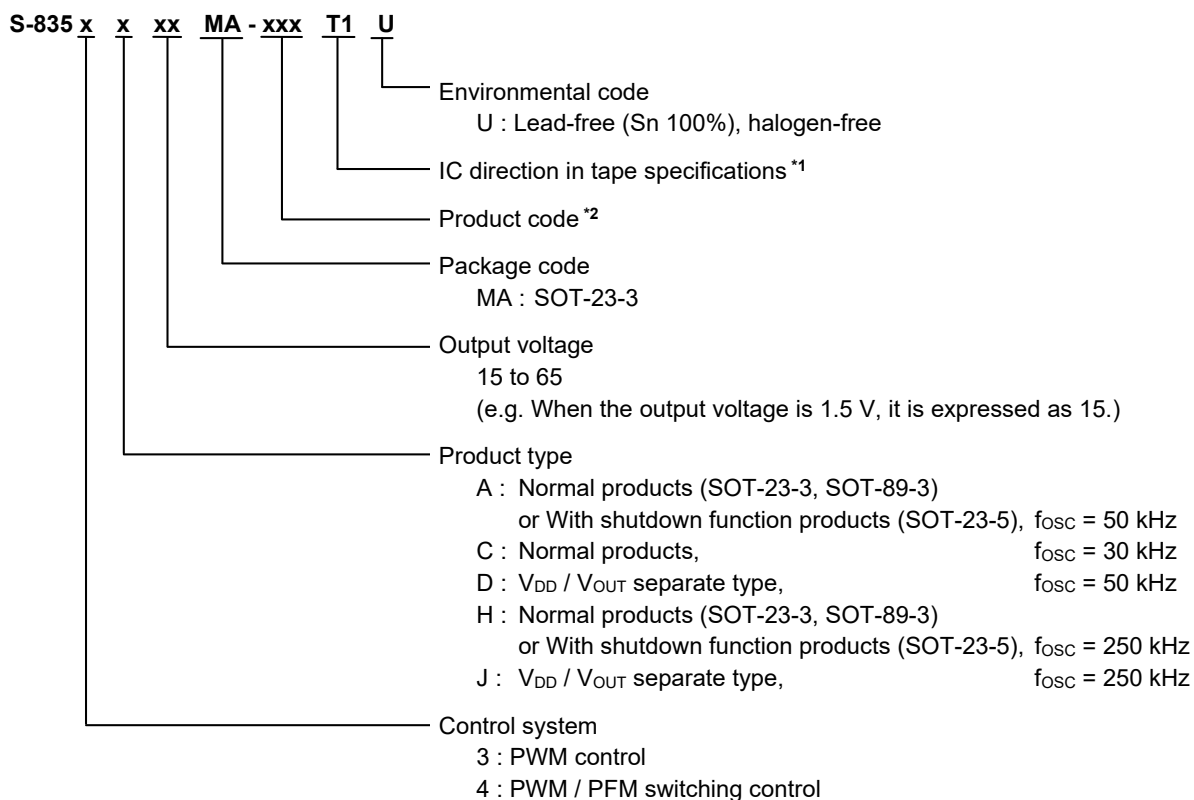 S-835 x x xx MA - xxx T1 U
Environmental code
U : Lead-free (Sn 100%), halogen-free
IC direction in tape specifications *1
Product code *2
Package code
MA : SOT-23-3
Output voltage
15 to 65
(e.g. When the output voltage is 1.5 V, it is expressed as 15.)
Product type
A : Normal products (SOT-23-3, SOT-89-3)
or With shutdown function products (SOT-23-5), fOSC = 50 kHz
C : Normal products, fOSC = 30 kHz
D : VDD / VOUT separate type, fOSC = 50 kHz
H : Normal products (SOT-23-3, SOT-89-3)
or With shutdown function products (SOT-23-5), fOSC = 250 kHz
J : VDD / VOUT separate type, fOSC = 250 kHz
Control system
3 : PWM control
4 : PWM / PFM switching control